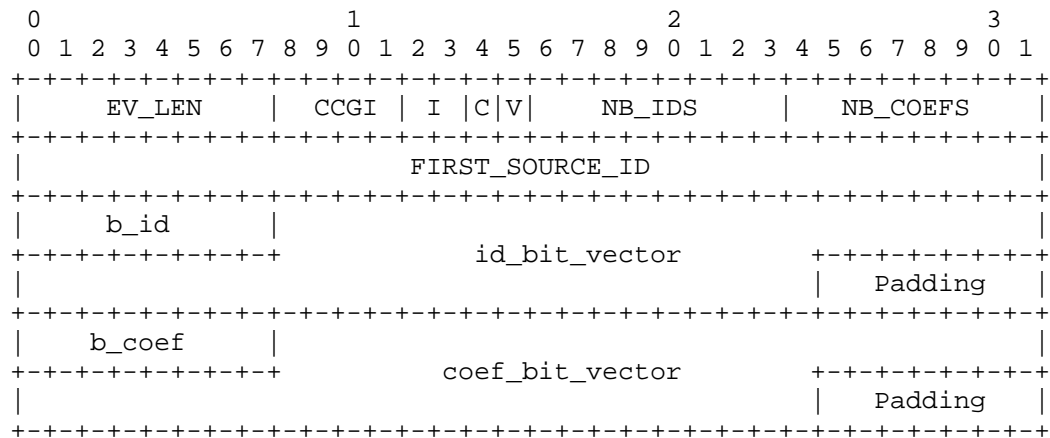 0                   1                   2                   3
 0 1 2 3 4 5 6 7 8 9 0 1 2 3 4 5 6 7 8 9 0 1 2 3 4 5 6 7 8 9 0 1
+-+-+-+-+-+-+-+-+-+-+-+-+-+-+-+-+-+-+-+-+-+-+-+-+-+-+-+-+-+-+-+-+
|     EV_LEN    |  CCGI | I |C|V|    NB_IDS     |   NB_COEFS    |
+-+-+-+-+-+-+-+-+-+-+-+-+-+-+-+-+-+-+-+-+-+-+-+-+-+-+-+-+-+-+-+-+
|                        FIRST_SOURCE_ID                        |
+-+-+-+-+-+-+-+-+-+-+-+-+-+-+-+-+-+-+-+-+-+-+-+-+-+-+-+-+-+-+-+-+
|     b_id      |                                               |
+-+-+-+-+-+-+-+-+            id_bit_vector        +-+-+-+-+-+-+-+
|                                                 |   Padding   |
+-+-+-+-+-+-+-+-+-+-+-+-+-+-+-+-+-+-+-+-+-+-+-+-+-+-+-+-+-+-+-+-+
|    b_coef     |                                               |
+-+-+-+-+-+-+-+-+          coef_bit_vector        +-+-+-+-+-+-+-+
|                                                 |   Padding   |
+-+-+-+-+-+-+-+-+-+-+-+-+-+-+-+-+-+-+-+-+-+-+-+-+-+-+-+-+-+-+-+-+